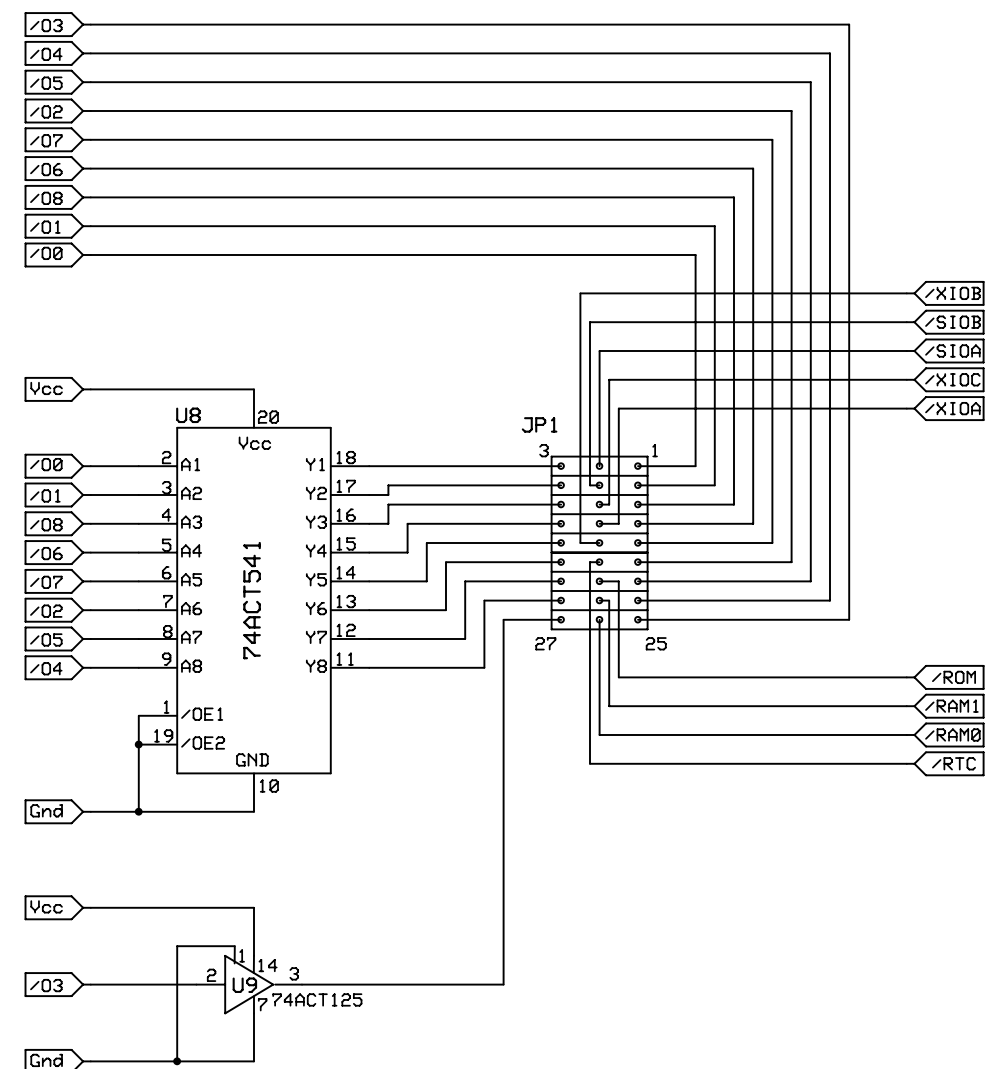 /O3
/O4
/O5
/O2
/O7
/O6
/O8
/O1
/O0
/XIOB
/SIOB
/SIOA
/XIOC
/XIOA
Vcc
U8
20
Vcc
JP1
3
1
/O0 2 A1 Y1 18
/O1 3 A2 Y2 17
/O8 4 A3 Y3 16
/O6 5 A4 Y4 15
/O7 6 A5 Y5 14
/O2 7 A6 Y6 13
/O5 8 A7 Y7 12
/O4 9 A8 Y8 11
74ACT541
27
25
1 /OE1
19 /OE2
GND
10
Gnd
/ROM
/RAM1
/RAM0
/RTC
Vcc
1
14
/O3 2 U9 3
7 74ACT125
Gnd